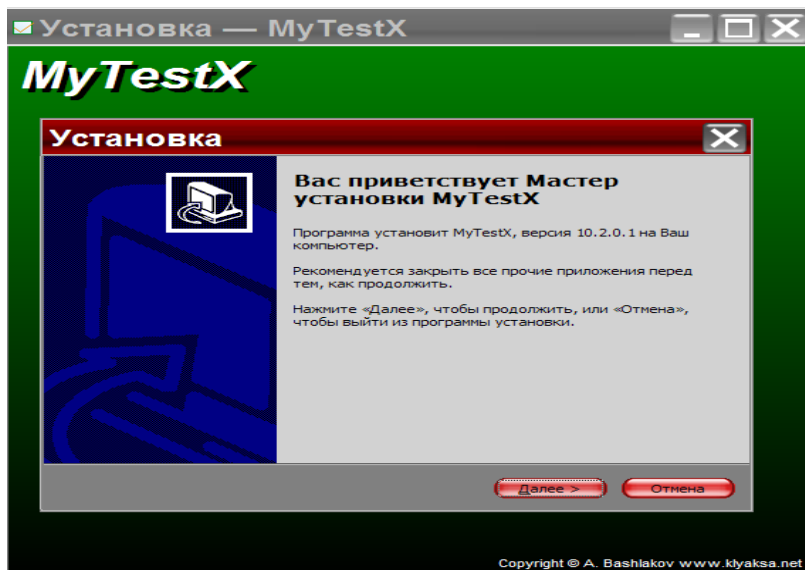 Установка — MyTestX
MyTestX
Установка
Вас приветствует Мастер
установки MyTestX
Программа установит MyTestX, версия 10.2.0.1 на Ваш
компьютер.
Рекомендуется закрыть все прочие приложения перед
тем, как продолжить.
Нажмите «Далее», чтобы продолжить, или «Отмена»,
чтобы выйти из программы установки.
Далее >
Отмена
Copyright © A. Bashlakov www.klyaksa.net